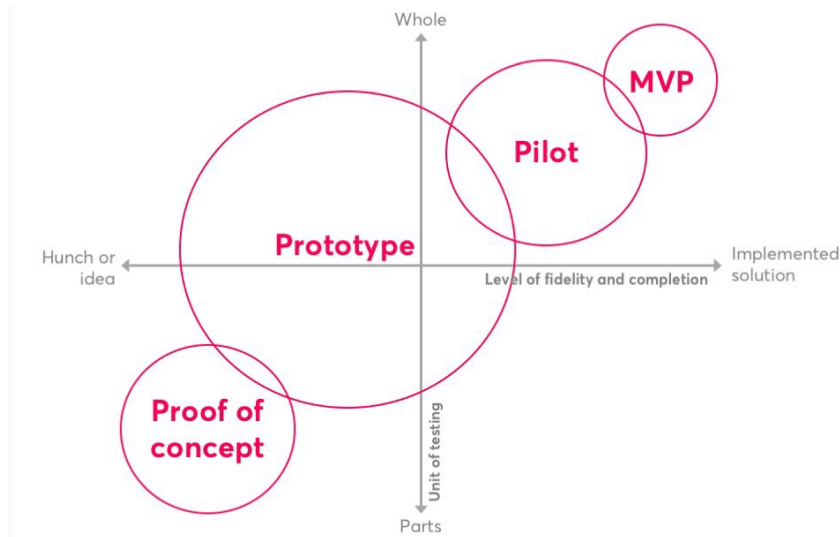 Whole
MVP
Pilot
Prototype
Hunch or
idea
Implemented
solution
Level of fidelity and completion
Proof of
concept
Unit of testing
Parts